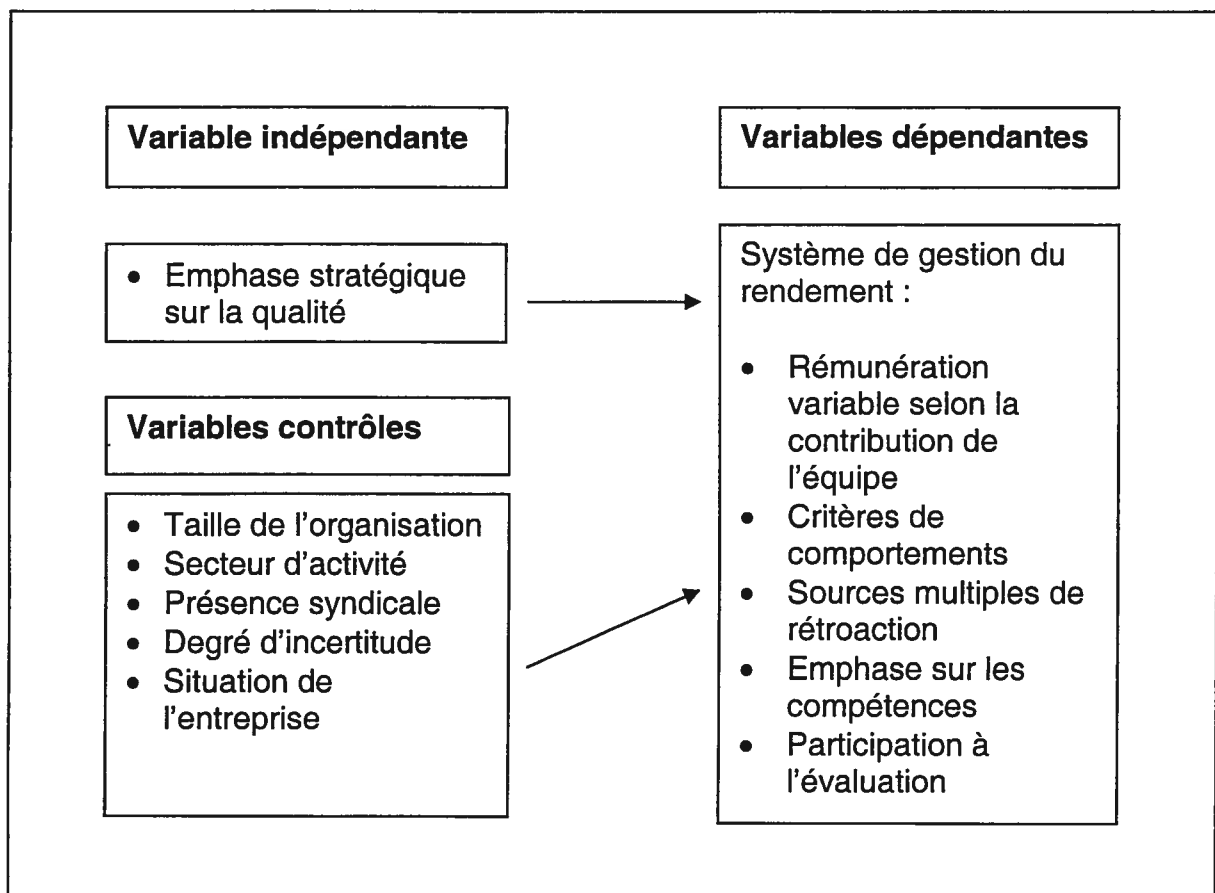 Variable indépendante
• Emphase stratégique
sur la qualité
Variables contrôles
• Taille de l'organisation
• Secteur d'activité
• Présence syndicale
• Degré d'incertitude
• Situation de
l'entreprise
Variables dépendantes
Système de gestion du
rendement :
• Rémunération
variable selon la
contribution de
l'équipe
• Critères de
comportements
• Sources multiples de
rétroaction
• Emphase sur les
compétences
• Participation à
l'évaluation